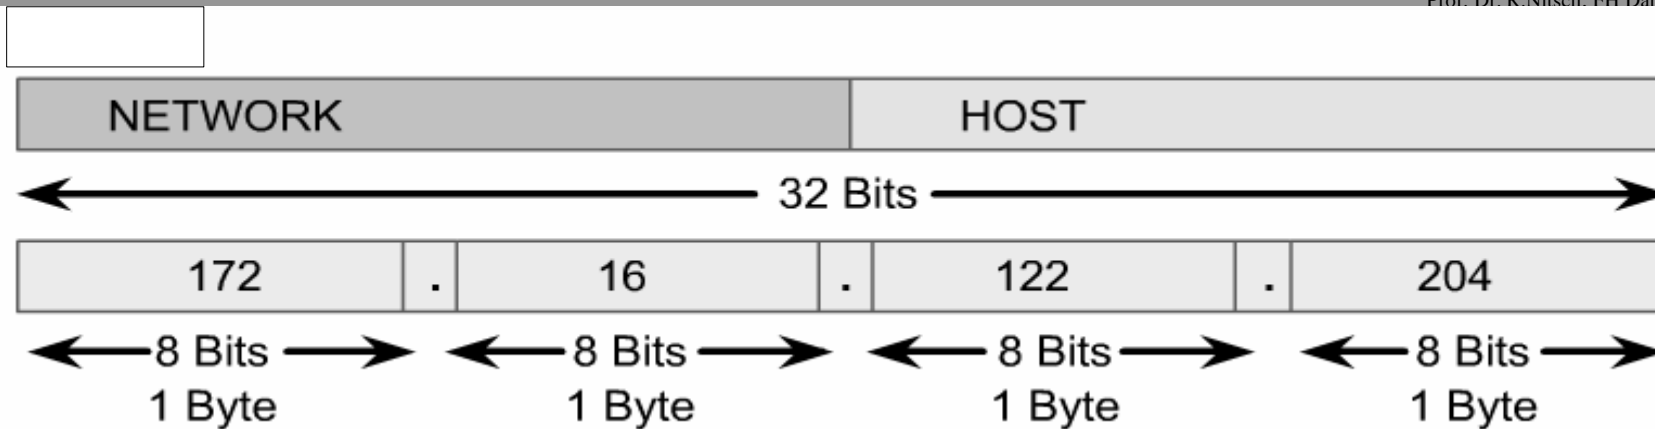 NETWORK HOST
32 Bits
172 . 16 . 122 . 204
8 Bits 8 Bits 8 Bits 8 Bits
1 Byte 1 Byte 1 Byte 1 Byte